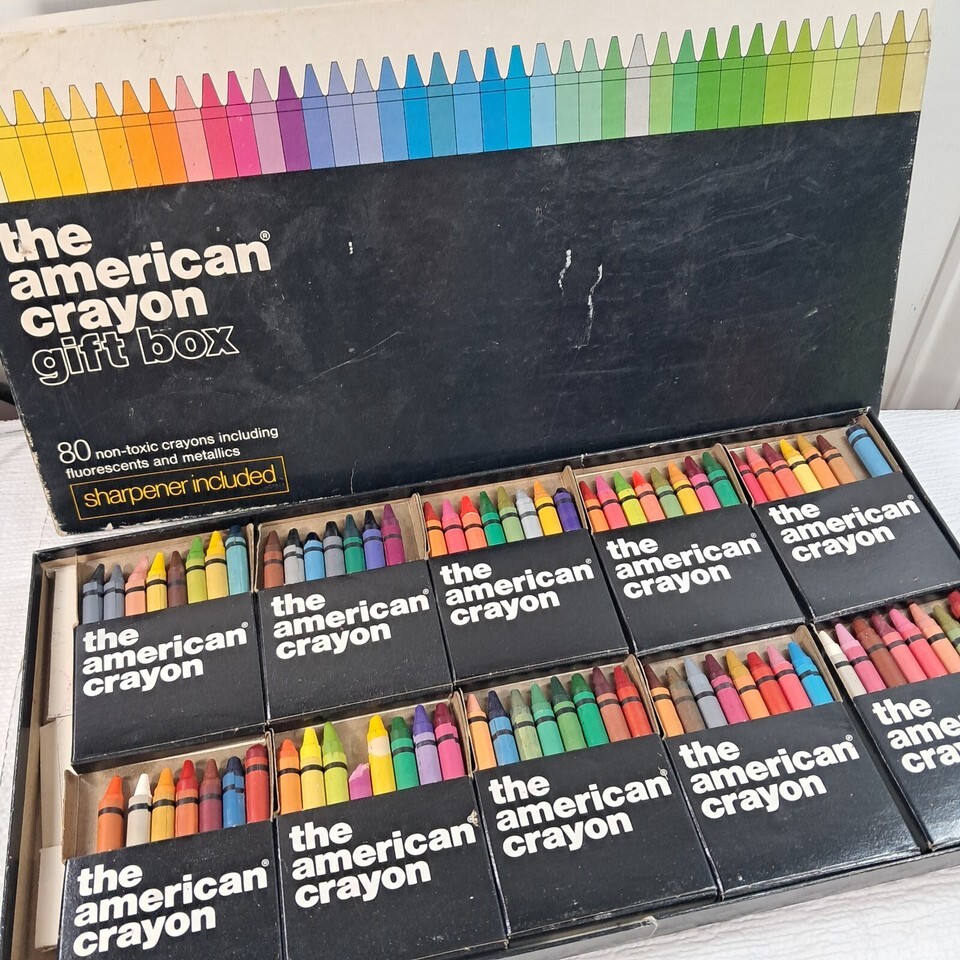 the
american®
crayon
gift box
80 non-toxic crayons including
fluorescents and metallics
sharpener included
the
american®
crayon
the
american®
crayon
the
american®
crayon
the
american®
crayon
the
american®
crayon
the
american®
crayon
the
american
crayon
the
american®
crayon
the
american®
crayon
the